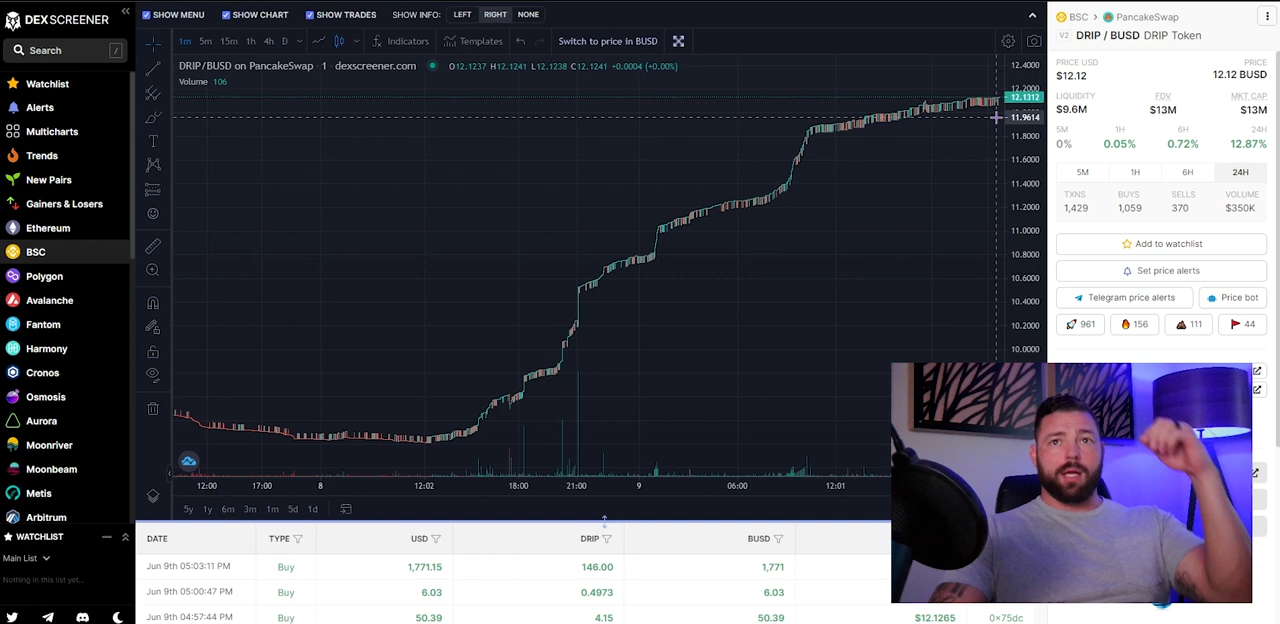 DEX SCREENER
Search /
Watchlist
Alerts
Multicharts
Trends
New Pairs
Gainers & Losers
Ethereum
BSC
Polygon
Avalanche
Fantom
Harmony
Cronos
Osmosis
Aurora
Moonriver
Moonbeam
Metis
Arbitrum
WATCHLIST
Main List
Nothing in this list yet...
SHOW MENU SHOW CHART SHOW TRADES SHOW INFO: LEFT RIGHT NONE
1m 5m 15m 1h 4h D Indicators Templates Switch to price in BUSD
DRIP/BUSD on PancakeSwap · 1 · dexscreener.com O12.1237 H12.1241 L12.1238 C12.1241 +0.0004 (+0.00%)
Volume 106
12.4000
12.2000
12.1312
11.9614
11.8000
11.6000
11.4000
11.2000
11.0000
10.8000
10.6000
10.4000
10.2000
10.0000
12:00 17:00 8 12:02 18:00 21:00 9 06:00 12:01
5y 1y 6m 3m 1m 5d 1d
DATE TYPE USD DRIP BUSD
Jun 9th 05:03:11 PM Buy 1,771.15 146.00 1,771
Jun 9th 05:00:47 PM Buy 6.03 0.4973 6.03
Jun 9th 04:57:44 PM Buy 50.39 4.15 50.39 $12.1265 0×75dc
BSC > PancakeSwap
V2 DRIP / BUSD DRIP Token
PRICE USD PRICE
$12.12 12.12 BUSD
LIQUIDITY FDV MKT CAP
$9.6M $13M $13M
5M 1H 6H 24H
0% 0.05% 0.72% 12.87%
5M 1H 6H 24H
TXNS BUYS SELLS VOLUME
1,429 1,059 370 $350K
Add to watchlist
Set price alerts
Telegram price alerts Price bot
961 156 111 44